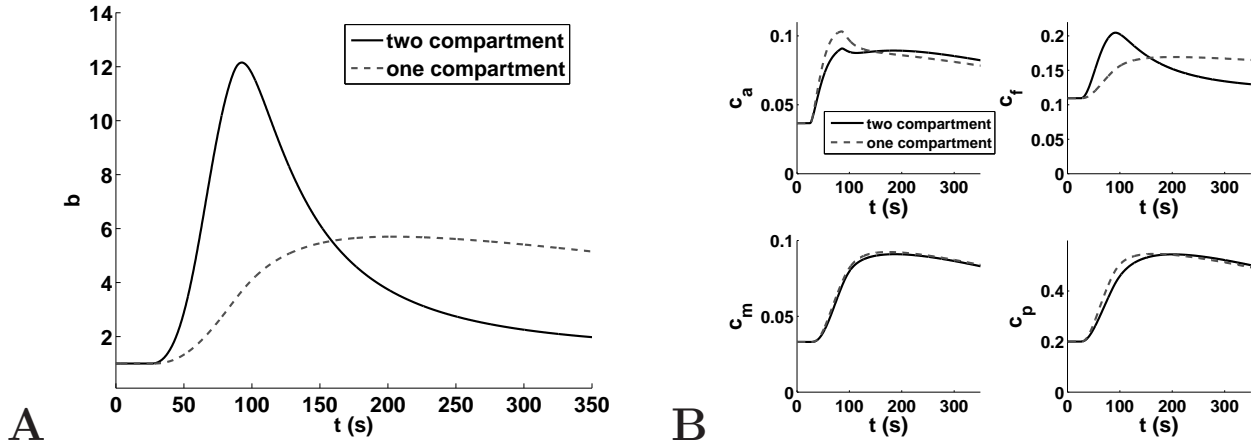 14
12
10
8
6
4
2
b
two compartment
one compartment
0 50 100 150 200 250 300 350
t (s)
A
0.1
0.05
0
c_a
two compartment
one compartment
0 100 200 300
t (s)
0.2
0.15
0.1
0.05
0
c_f
0 100 200 300
t (s)
0.1
0.05
0
c_m
0 100 200 300
t (s)
0.4
0.2
0
c_p
0 100 200 300
t (s)
B